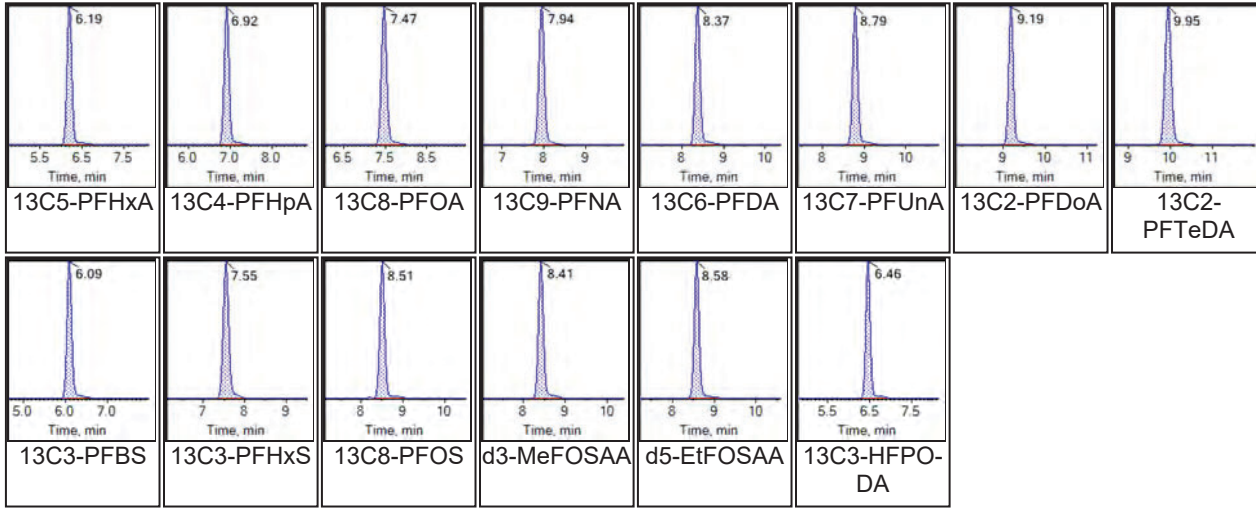 6.19
5.5 6.5 7.5
Time, min
13C5-PFHxA
6.92
6.0 7.0 8.0
Time, min
13C4-PFHpA
7.47
6.5 7.5 8.5
Time, min
13C8-PFOA
7.94
7 8 9
Time, min
13C9-PFNA
8.37
8 9 10
Time, min
13C6-PFDA
8.79
8 9 10
Time, min
13C7-PFUnA
9.19
9 10 11
Time, min
13C2-PFDoA
9.95
9 10 11
Time, min
13C2-
PFTeDA
6.09
5.0 6.0 7.0
Time, min
13C3-PFBS
7.55
7 8 9
Time, min
13C3-PFHxS
8.51
8 9 10
Time, min
13C8-PFOS
8.41
8 9 10
Time, min
d3-MeFOSAA
8.58
8 9 10
Time, min
d5-EtFOSAA
6.46
5.5 6.5 7.5
Time, min
13C3-HFPO-
DA